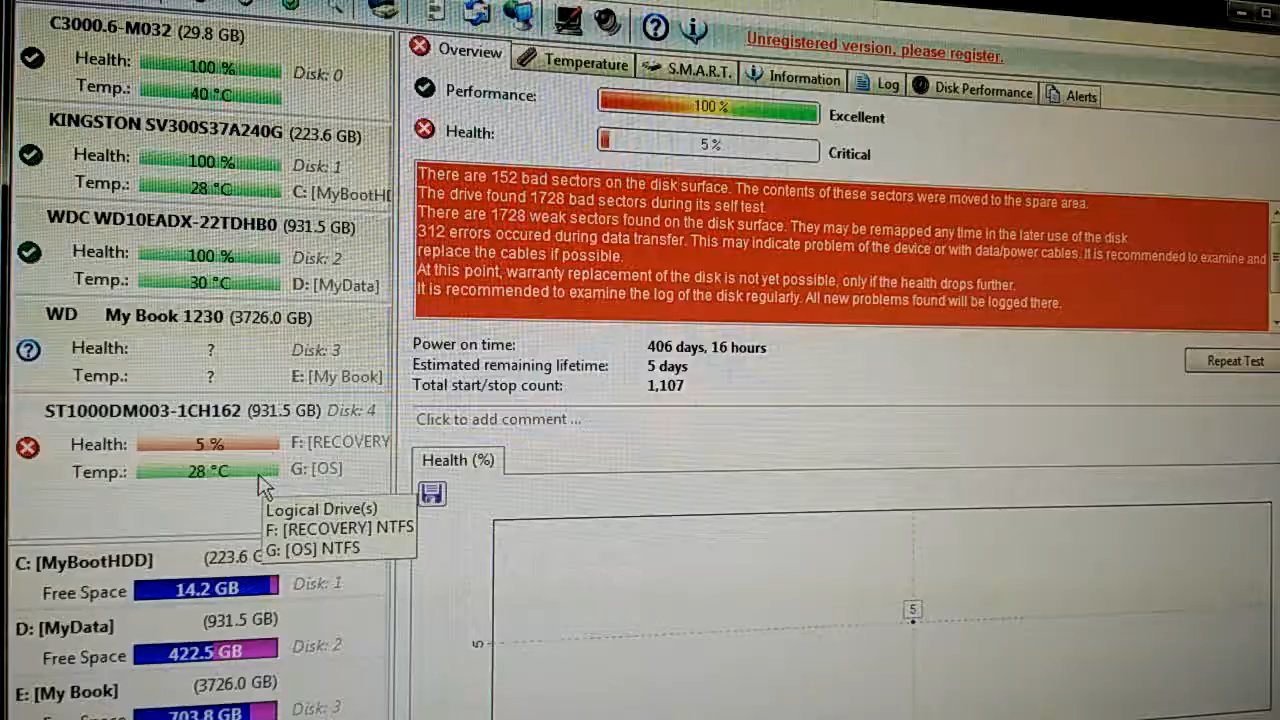 C3000.6-M032 (29.8 GB)
Health: 100 % Disk: 0
Temp.: 40 °C
KINGSTON SV300S37A240G (223.6 GB)
Health: 100 % Disk: 1
Temp.: 28 °C C: [MyBootHD
WDC WD10EADX-22TDHB0 (931.5 GB)
Health: 100 % Disk: 2
Temp.: 30 °C D: [MyData]
WD My Book 1230 (3726.0 GB)
Health: ? Disk: 3
Temp.: ? E: [My Book]
ST1000DM003-1CH162 (931.5 GB) Disk: 4
Health: 5 % F: [RECOVERY
Temp.: 28 °C G: [OS]
Logical Drive(s)
F: [RECOVERY] NTFS
G: [OS] NTFS
C: [MyBootHDD] (223.6 G
Free Space 14.2 GB Disk: 1
D: [MyData] (931.5 GB)
Free Space 422.5 GB Disk: 2
E: [My Book] (3726.0 GB)
Free Space 703.8 GB Disk: 3
Unregistered version, please register.
Overview Temperature S.M.A.R.T. Information Log Disk Performance Alerts
Performance: 100 % Excellent
Health: 5 % Critical
There are 152 bad sectors on the disk surface. The contents of these sectors were moved to the spare area.
The drive found 1728 bad sectors during its self test.
There are 1728 weak sectors found on the disk surface. They may be remapped any time in the later use of the disk.
312 errors occured during data transfer. This may indicate problem of the device or with data/power cables. It is recommended to examine and
replace the cables if possible.
At this point, warranty replacement of the disk is not yet possible, only if the health drops further.
It is recommended to examine the log of the disk regularly. All new problems found will be logged there.
Power on time: 406 days, 16 hours
Estimated remaining lifetime: 5 days
Total start/stop count: 1,107
Repeat Test
Click to add comment ...
Health (%)
5
5